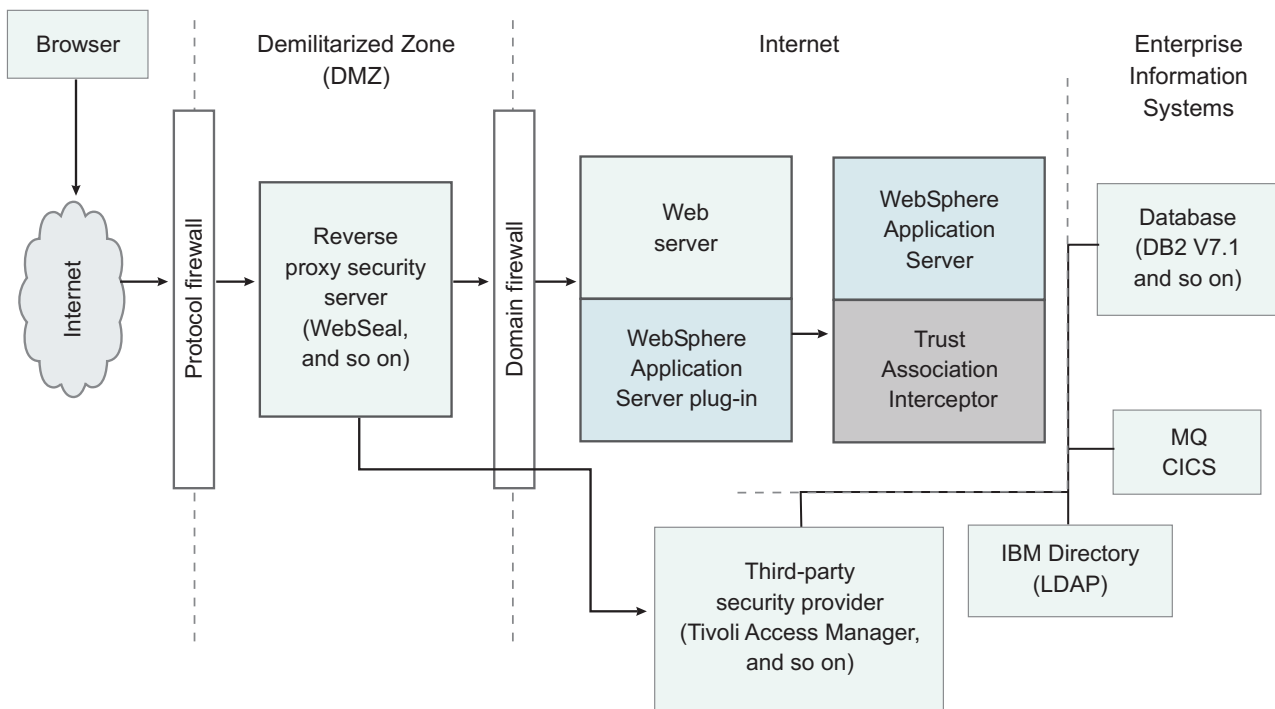 Browser
Demilitarized Zone
(DMZ)
Internet
Enterprise
Information
Systems
Internet
Protocol firewall
Reverse
proxy security
server
(WebSeal,
and so on)
Domain firewall
Web
server
WebSphere
Application
Server plug-in
WebSphere
Application
Server
Trust
Association
Interceptor
Database
(DB2 V7.1
and so on)
MQ
CICS
IBM Directory
(LDAP)
Third-party
security provider
(Tivoli Access Manager,
and so on)